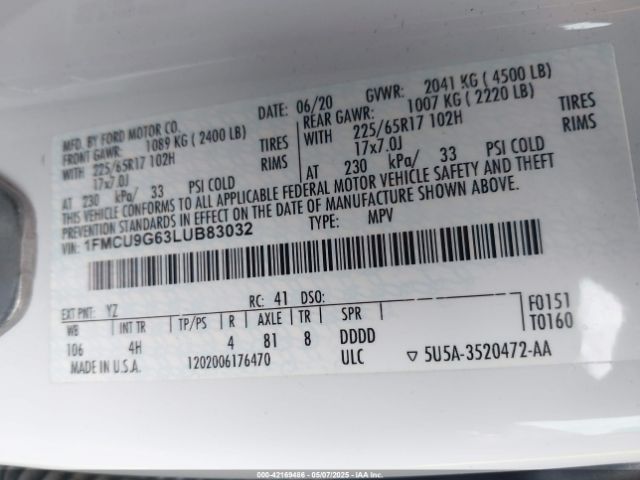 MFD. BY FORD MOTOR CO. DATE: 06/20 GVWR: 2041 KG ( 4500 LB)
FRONT GAWR: 1089 KG ( 2400 LB) REAR GAWR: 1007 KG ( 2220 LB)
WITH 225/65R17 102H TIRES WITH 225/65R17 102H TIRES
17x7.0J RIMS 17x7.0J RIMS
AT 230 kPa/ 33 PSI COLD AT 230 kPa/ 33 PSI COLD
THIS VEHICLE CONFORMS TO ALL APPLICABLE FEDERAL MOTOR VEHICLE SAFETY AND THEFT
PREVENTION STANDARDS IN EFFECT ON THE DATE OF MANUFACTURE SHOWN ABOVE.
VIN: 1FMCU9G63LUB83032 TYPE: MPV
EXT PNT: YZ RC: 41 DSO: F0151
WB INT TR TP/PS R AXLE TR SPR T0160
106 4H 4 81 8 DDDD
MADE IN U.S.A. 1202006176470 ULC ▽ 5U5A-3520472-AA
000-42169486 - 05/07/2025 - IAA Inc.